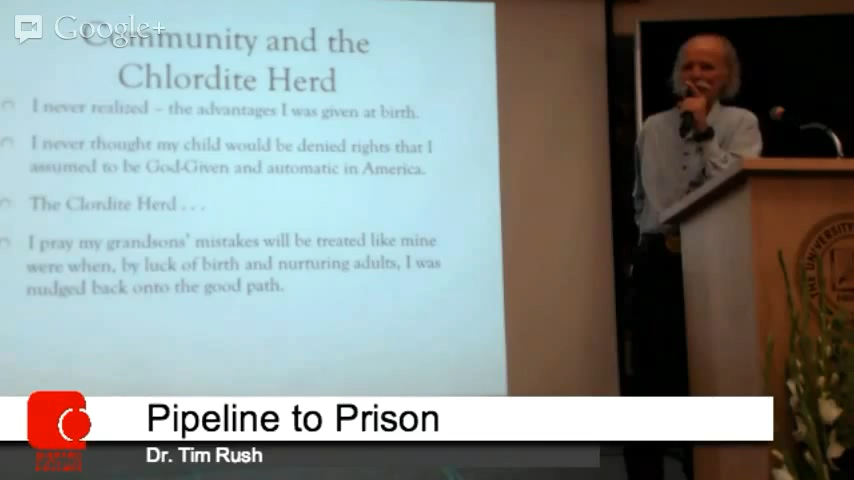 Google+
Community and the
Chlordite Herd
I never realized – the advantages I was given at birth.
I never thought my child would be denied rights that I
assumed to be God-Given and automatic in America.
The Clordite Herd . . .
I pray my grandsons' mistakes will be treated like mine
were when, by luck of birth and nurturing adults, I was
nudged back onto the good path.
THE UNIVERSITY
Pipeline to Prison
Dr. Tim Rush